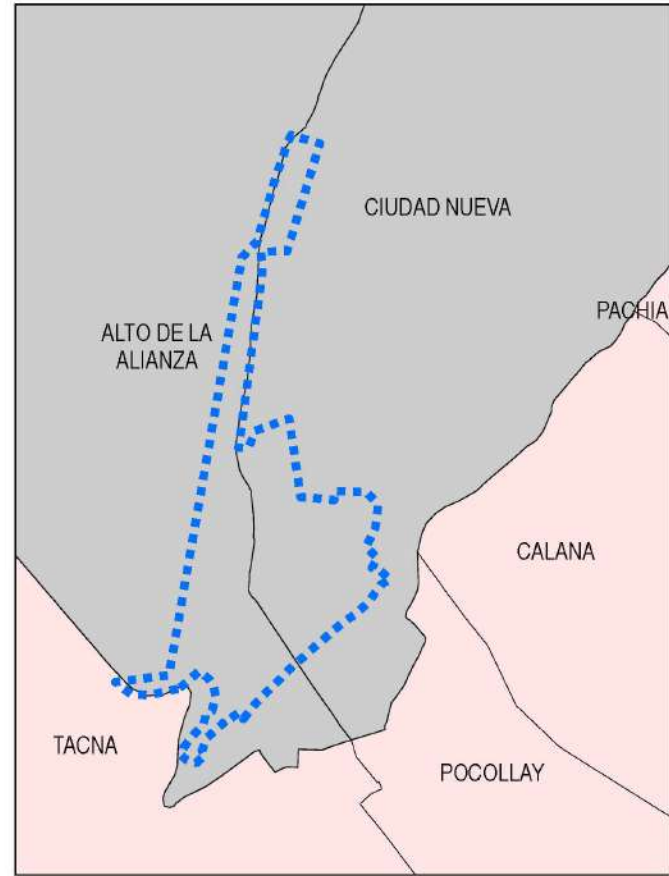 CIUDAD NUEVA
PACHIA
ALTO DE LA
ALIANZA
CALANA
TACNA
POCOLLAY